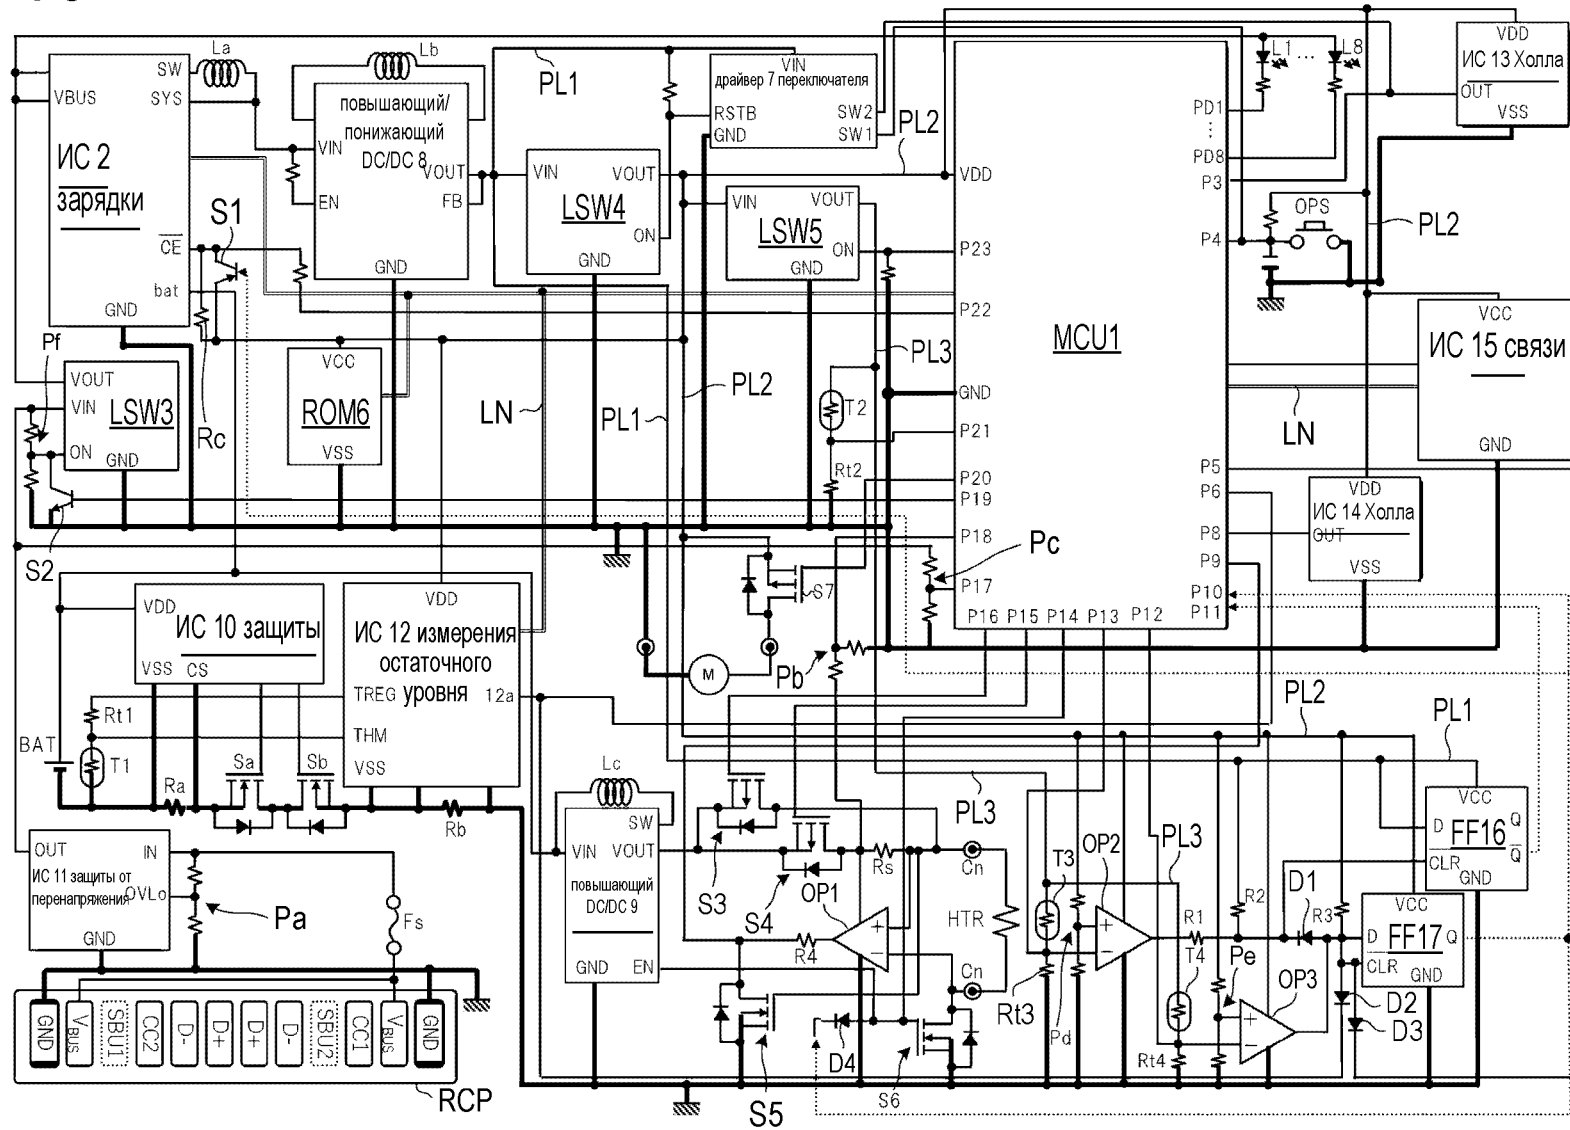 La
SW
SYS
VBUS
ИС 2
зарядки
CE
bat
GND
S1
Lb
повышающий/
понижающий
DC/DC 8
VIN
EN
VOUT
FB
GND
PL1
VIN
VOUT
LSW4
ON
GND
VIN
драйвер 7 переключателя
RSTB
GND
SW2
SW1
PL2
VIN
VOUT
LSW5
ON
GND
MCU1
VDD
P23
P22
GND
P21
P20
P19
P18
P17
P16
P15
P14
P13
P12
PD1
PD8
P3
P4
P5
P6
P8
P9
P10
P11
L1 ... L8
VDD
ИС 13 Холла
OUT
VSS
OPS
PL2
VCC
ИС 15 связи
GND
LN
VDD
ИС 14 Холла
OUT
VSS
Pf
VOUT
VIN
LSW3
ON
GND
Rc
S2
VCC
ROM6
VSS
LN
PL1
PL2
PL3
T2
Rt2
Pc
S7
M
Pb
VDD
ИС 10 защиты
VSS
CS
VDD
ИС 12 измерения
остаточного
уровня
TREG
12a
THM
VSS
Rt1
T1
BAT
Ra
Sa
Sb
Rb
OUT
IN
ИС 11 защиты от
перенапряжения
OVLo
GND
Pa
Fs
GND
VBUS
SBU1
CC2
D-
D+
D+
D-
SBU2
CC1
VBUS
GND
RCP
Lc
SW
VIN
VOUT
повышающий
DC/DC 9
GND
EN
S3
S4
OP1
Rs
Cn
HTR
Cn
R4
S5
D4
S6
PL3
T3
OP2
Rt3
Pd
PL3
R1
T4
Rt4
R2
D1
R3
Pe
OP3
D2
D3
PL2
PL1
VCC
D
Q
FF16
CLR
Q
GND
VCC
D
FF17
Q
CLR
GND